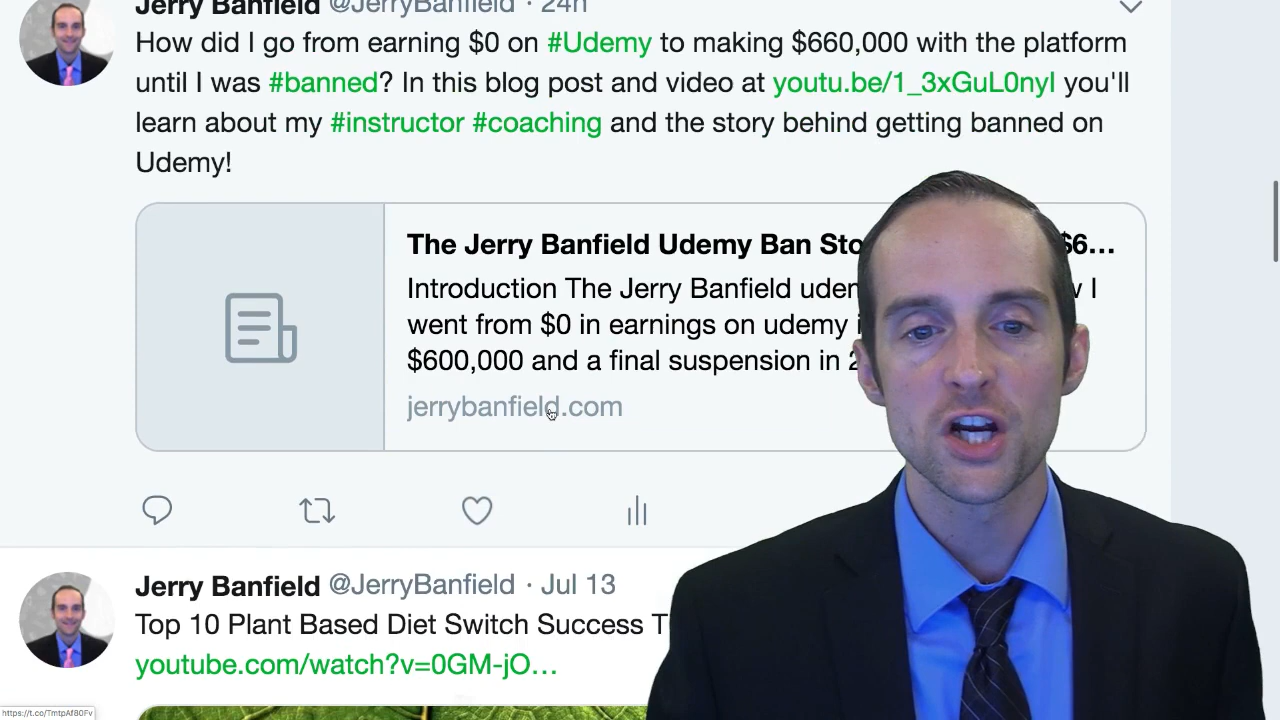 Jerry Banfield @JerryBanfield · 24h
How did I go from earning $0 on #Udemy to making $660,000 with the platform
until I was #banned? In this blog post and video at youtu.be/1_3xGuL0nyI you'll
learn about my #instructor #coaching and the story behind getting banned on
Udemy!
The Jerry Banfield Udemy Ban Sto $6...
Introduction The Jerry Banfield I
went from $0 in earnings on udemy
$600,000 and a final suspension in
jerrybanfield.com
Jerry Banfield @JerryBanfield · Jul 13
Top 10 Plant Based Diet Switch Success
youtube.com/watch?v=0GM-jO...
https://t.co/TmtpAf80Fv